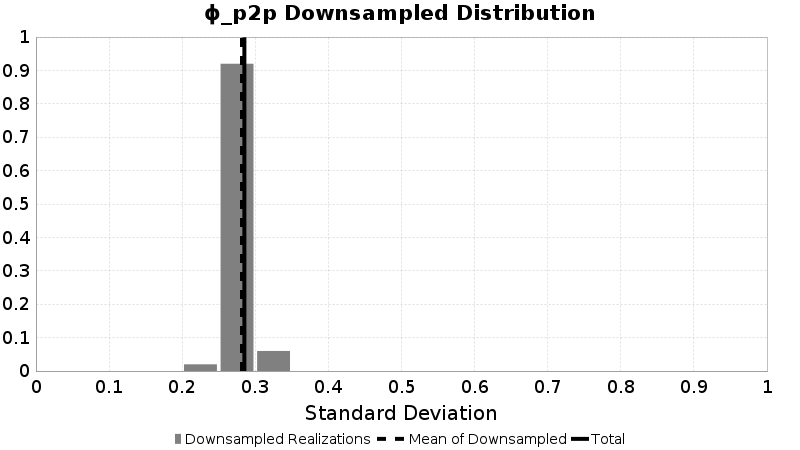 ϕ_p2p Downsampled Distribution
1
0.9
0.8
0.7
0.6
0.5
0.4
0.3
0.2
0.1
0
0 0.1 0.2 0.3 0.4 0.5 0.6 0.7 0.8 0.9 1
Standard Deviation
Downsampled Realizations Mean of Downsampled Total